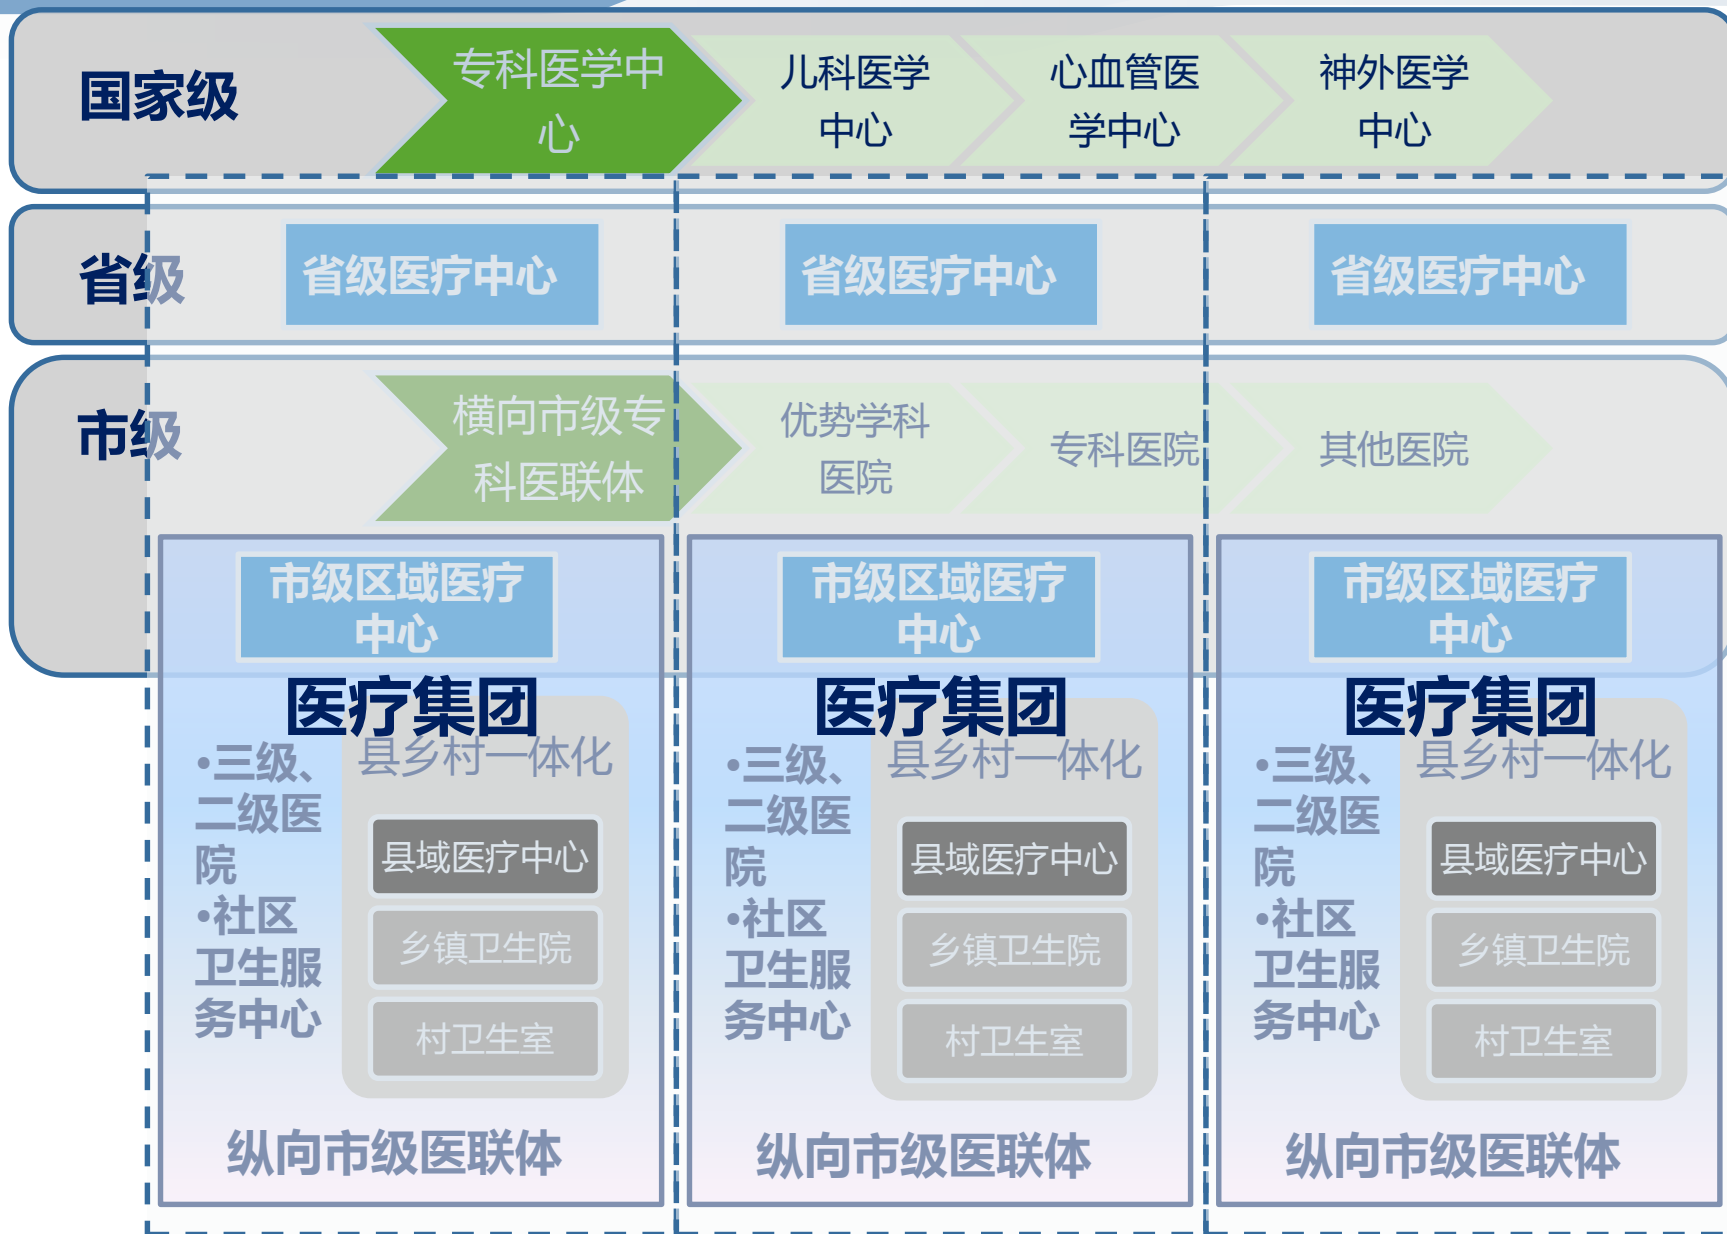 国家级
专科医学中
心
儿科医学
中心
心血管医
学中心
神外医学
中心
省级
省级医疗中心
省级医疗中心
省级医疗中心
市级
横向市级专
科医联体
优势学科
医院
专科医院
其他医院
市级区域医疗
中心
医疗集团
县乡村一体化
•三级、
二级医
院
•社区
卫生服
务中心
县域医疗中心
乡镇卫生院
村卫生室
纵向市级医联体
市级区域医疗
中心
医疗集团
县乡村一体化
•三级、
二级医
院
•社区
卫生服
务中心
县域医疗中心
乡镇卫生院
村卫生室
纵向市级医联体
市级区域医疗
中心
医疗集团
县乡村一体化
•三级、
二级医
院
•社区
卫生服
务中心
县域医疗中心
乡镇卫生院
村卫生室
纵向市级医联体